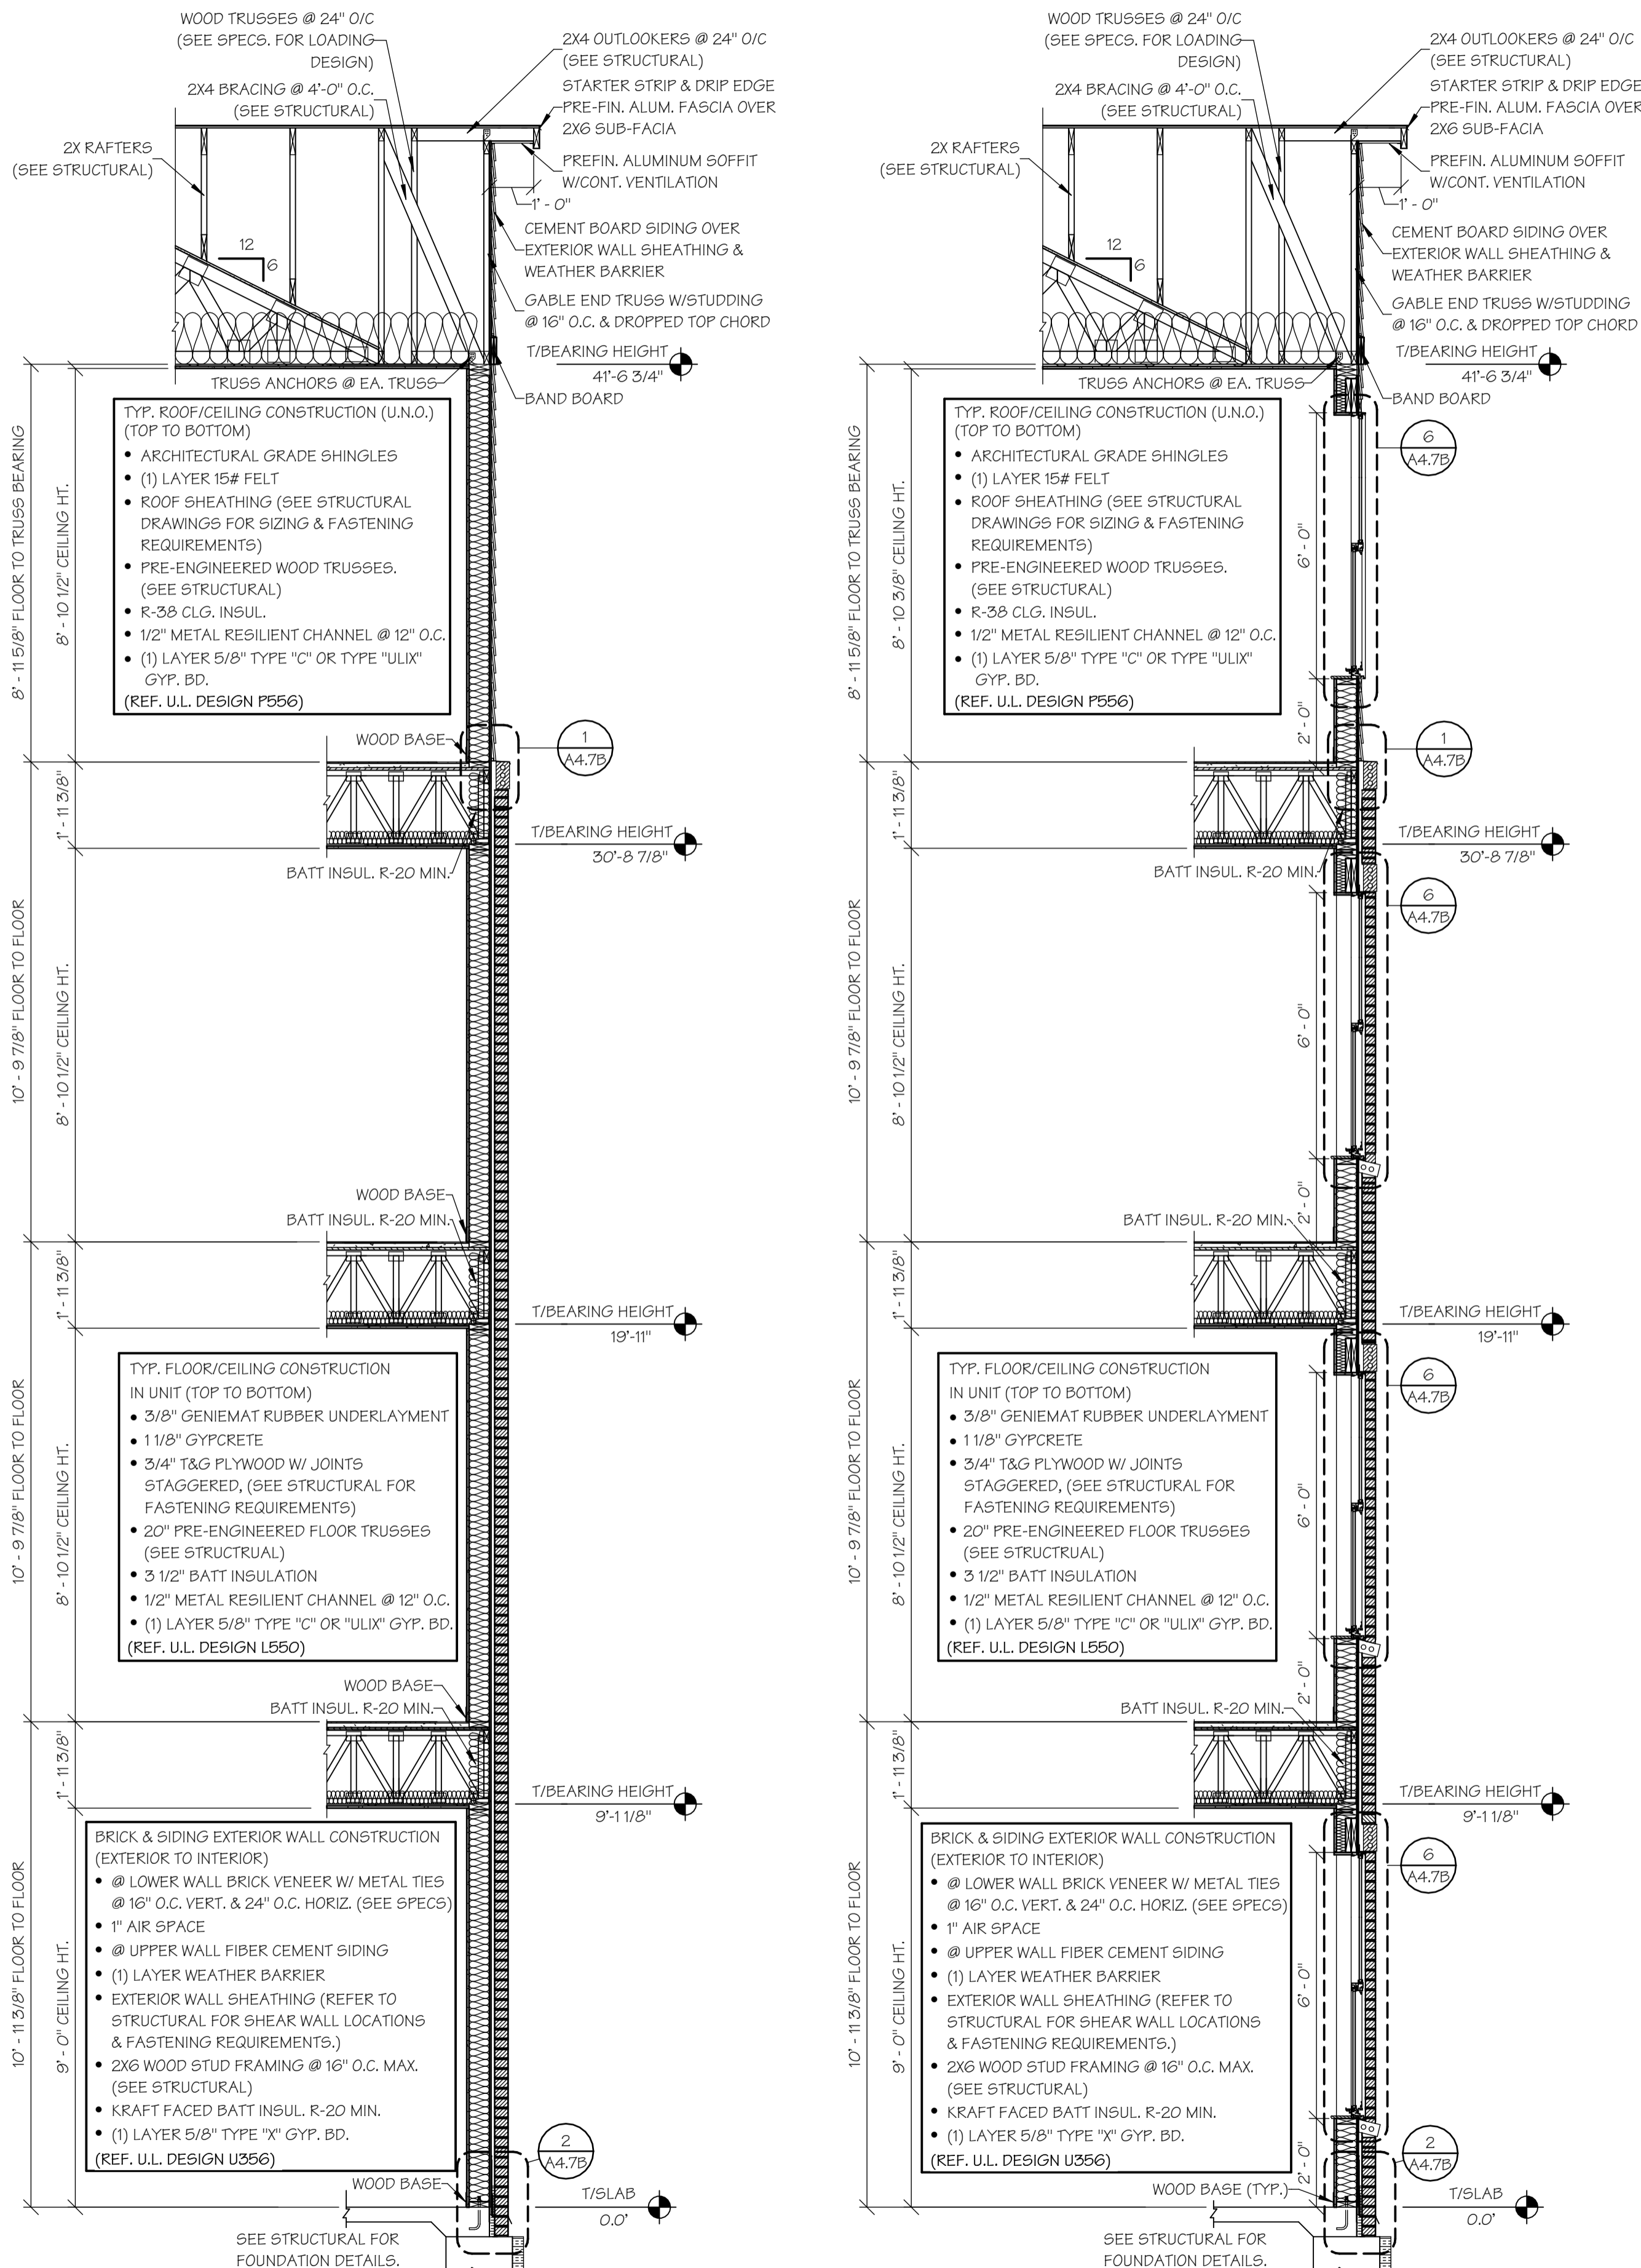 WOOD TRUSSES @ 24" O/C
(SEE SPECS. FOR LOADING
DESIGN)
2X4 BRACING @ 4'-0" O.C.
(SEE STRUCTURAL)
2X RAFTERS
(SEE STRUCTURAL)
2X4 OUTLOOKERS @ 24" O/C
(SEE STRUCTURAL)
STARTER STRIP & DRIP EDGE
PRE-FIN. ALUM. FASCIA OVER
2X6 SUB-FACIA
PREFIN. ALUMINUM SOFFIT
W/CONT. VENTILATION
1' - 0"
CEMENT BOARD SIDING OVER
EXTERIOR WALL SHEATHING &
WEATHER BARRIER
12
6
GABLE END TRUSS W/STUDDING
@ 16" O.C. & DROPPED TOP CHORD
T/BEARING HEIGHT
41'-6 3/4"
TRUSS ANCHORS @ EA. TRUSS
BAND BOARD
TYP. ROOF/CEILING CONSTRUCTION (U.N.O.)
(TOP TO BOTTOM)
• ARCHITECTURAL GRADE SHINGLES
• (1) LAYER 15# FELT
• ROOF SHEATHING (SEE STRUCTURAL
DRAWINGS FOR SIZING & FASTENING
REQUIREMENTS)
• PRE-ENGINEERED WOOD TRUSSES.
(SEE STRUCTURAL)
• R-38 CLG. INSUL.
• 1/2" METAL RESILIENT CHANNEL @ 12" O.C.
• (1) LAYER 5/8" TYPE "C" OR TYPE "ULIX"
GYP. BD.
(REF. U.L. DESIGN P556)
8' - 11 5/8" FLOOR TO TRUSS BEARING
8' - 10 1/2" CEILING HT.
WOOD BASE
1
A4.7B
1' - 11 3/8"
T/BEARING HEIGHT
30'-8 7/8"
BATT INSUL. R-20 MIN.
10' - 9 7/8" FLOOR TO FLOOR
8' - 10 1/2" CEILING HT.
WOOD BASE
BATT INSUL. R-20 MIN.
1' - 11 3/8"
T/BEARING HEIGHT
19'-11"
TYP. FLOOR/CEILING CONSTRUCTION
IN UNIT (TOP TO BOTTOM)
• 3/8" GENIEMAT RUBBER UNDERLAYMENT
• 1 1/8" GYPCRETE
• 3/4" T&G PLYWOOD W/ JOINTS
STAGGERED, (SEE STRUCTURAL FOR
FASTENING REQUIREMENTS)
• 20" PRE-ENGINEERED FLOOR TRUSSES
(SEE STRUCTRUAL)
• 3 1/2" BATT INSULATION
• 1/2" METAL RESILIENT CHANNEL @ 12" O.C.
• (1) LAYER 5/8" TYPE "C" OR "ULIX" GYP. BD.
(REF. U.L. DESIGN L550)
10' - 9 7/8" FLOOR TO FLOOR
8' - 10 1/2" CEILING HT.
WOOD BASE
BATT INSUL. R-20 MIN.
1' - 11 3/8"
T/BEARING HEIGHT
9'-1 1/8"
BRICK & SIDING EXTERIOR WALL CONSTRUCTION
(EXTERIOR TO INTERIOR)
• @ LOWER WALL BRICK VENEER W/ METAL TIES
@ 16" O.C. VERT. & 24" O.C. HORIZ. (SEE SPECS)
• 1" AIR SPACE
• @ UPPER WALL FIBER CEMENT SIDING
• (1) LAYER WEATHER BARRIER
• EXTERIOR WALL SHEATHING (REFER TO
STRUCTURAL FOR SHEAR WALL LOCATIONS
& FASTENING REQUIREMENTS.)
• 2X6 WOOD STUD FRAMING @ 16" O.C. MAX.
(SEE STRUCTURAL)
• KRAFT FACED BATT INSUL. R-20 MIN.
• (1) LAYER 5/8" TYPE "X" GYP. BD.
(REF. U.L. DESIGN U356)
10' - 11 3/8" FLOOR TO FLOOR
9' - 0" CEILING HT.
2
A4.7B
WOOD BASE
T/SLAB
0.0'
SEE STRUCTURAL FOR
FOUNDATION DETAILS.
WOOD TRUSSES @ 24" O/C
(SEE SPECS. FOR LOADING
DESIGN)
2X4 BRACING @ 4'-0" O.C.
(SEE STRUCTURAL)
2X RAFTERS
(SEE STRUCTURAL)
2X4 OUTLOOKERS @ 24" O/C
(SEE STRUCTURAL)
STARTER STRIP & DRIP EDGE
PRE-FIN. ALUM. FASCIA OVER
2X6 SUB-FACIA
PREFIN. ALUMINUM SOFFIT
W/CONT. VENTILATION
1' - 0"
CEMENT BOARD SIDING OVER
EXTERIOR WALL SHEATHING &
WEATHER BARRIER
12
6
GABLE END TRUSS W/STUDDING
@ 16" O.C. & DROPPED TOP CHORD
T/BEARING HEIGHT
41'-6 3/4"
TRUSS ANCHORS @ EA. TRUSS
BAND BOARD
TYP. ROOF/CEILING CONSTRUCTION (U.N.O.)
(TOP TO BOTTOM)
• ARCHITECTURAL GRADE SHINGLES
• (1) LAYER 15# FELT
• ROOF SHEATHING (SEE STRUCTURAL
DRAWINGS FOR SIZING & FASTENING
REQUIREMENTS)
• PRE-ENGINEERED WOOD TRUSSES.
(SEE STRUCTURAL)
• R-38 CLG. INSUL.
• 1/2" METAL RESILIENT CHANNEL @ 12" O.C.
• (1) LAYER 5/8" TYPE "C" OR TYPE "ULIX"
GYP. BD.
(REF. U.L. DESIGN P556)
8' - 11 5/8" FLOOR TO TRUSS BEARING
8' - 10 3/8" CEILING HT.
6
A4.7B
6' - 0"
2' - 0"
1
A4.7B
1' - 11 3/8"
T/BEARING HEIGHT
30'-8 7/8"
BATT INSUL. R-20 MIN.
6
A4.7B
10' - 9 7/8" FLOOR TO FLOOR
8' - 10 1/2" CEILING HT.
6' - 0"
2' - 0"
BATT INSUL. R-20 MIN.
1' - 11 3/8"
T/BEARING HEIGHT
19'-11"
6
A4.7B
TYP. FLOOR/CEILING CONSTRUCTION
IN UNIT (TOP TO BOTTOM)
• 3/8" GENIEMAT RUBBER UNDERLAYMENT
• 1 1/8" GYPCRETE
• 3/4" T&G PLYWOOD W/ JOINTS
STAGGERED, (SEE STRUCTURAL FOR
FASTENING REQUIREMENTS)
• 20" PRE-ENGINEERED FLOOR TRUSSES
(SEE STRUCTRUAL)
• 3 1/2" BATT INSULATION
• 1/2" METAL RESILIENT CHANNEL @ 12" O.C.
• (1) LAYER 5/8" TYPE "C" OR "ULIX" GYP. BD.
(REF. U.L. DESIGN L550)
10' - 9 7/8" FLOOR TO FLOOR
8' - 10 1/2" CEILING HT.
6' - 0"
2' - 0"
BATT INSUL. R-20 MIN.
1' - 11 3/8"
T/BEARING HEIGHT
9'-1 1/8"
6
A4.7B
BRICK & SIDING EXTERIOR WALL CONSTRUCTION
(EXTERIOR TO INTERIOR)
• @ LOWER WALL BRICK VENEER W/ METAL TIES
@ 16" O.C. VERT. & 24" O.C. HORIZ. (SEE SPECS)
• 1" AIR SPACE
• @ UPPER WALL FIBER CEMENT SIDING
• (1) LAYER WEATHER BARRIER
• EXTERIOR WALL SHEATHING (REFER TO
STRUCTURAL FOR SHEAR WALL LOCATIONS
& FASTENING REQUIREMENTS.)
• 2X6 WOOD STUD FRAMING @ 16" O.C. MAX.
(SEE STRUCTURAL)
• KRAFT FACED BATT INSUL. R-20 MIN.
• (1) LAYER 5/8" TYPE "X" GYP. BD.
(REF. U.L. DESIGN U356)
10' - 11 3/8" FLOOR TO FLOOR
9' - 0" CEILING HT.
6' - 0"
2' - 0"
2
A4.7B
WOOD BASE (TYP.)
T/SLAB
0.0'
SEE STRUCTURAL FOR
FOUNDATION DETAILS.